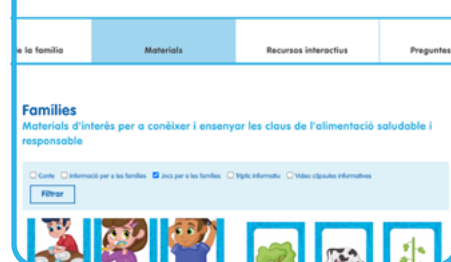 e la família Materials Recursos interactius Preguntes
Famílies
Materials d'interès per a conèixer i ensenyar les claus de l'alimentació saludable i
responsable
Conte Informació per a les famílies Jocs per a les famílies Tríptic informatiu Vídeo càpsules informatives
Filtrar